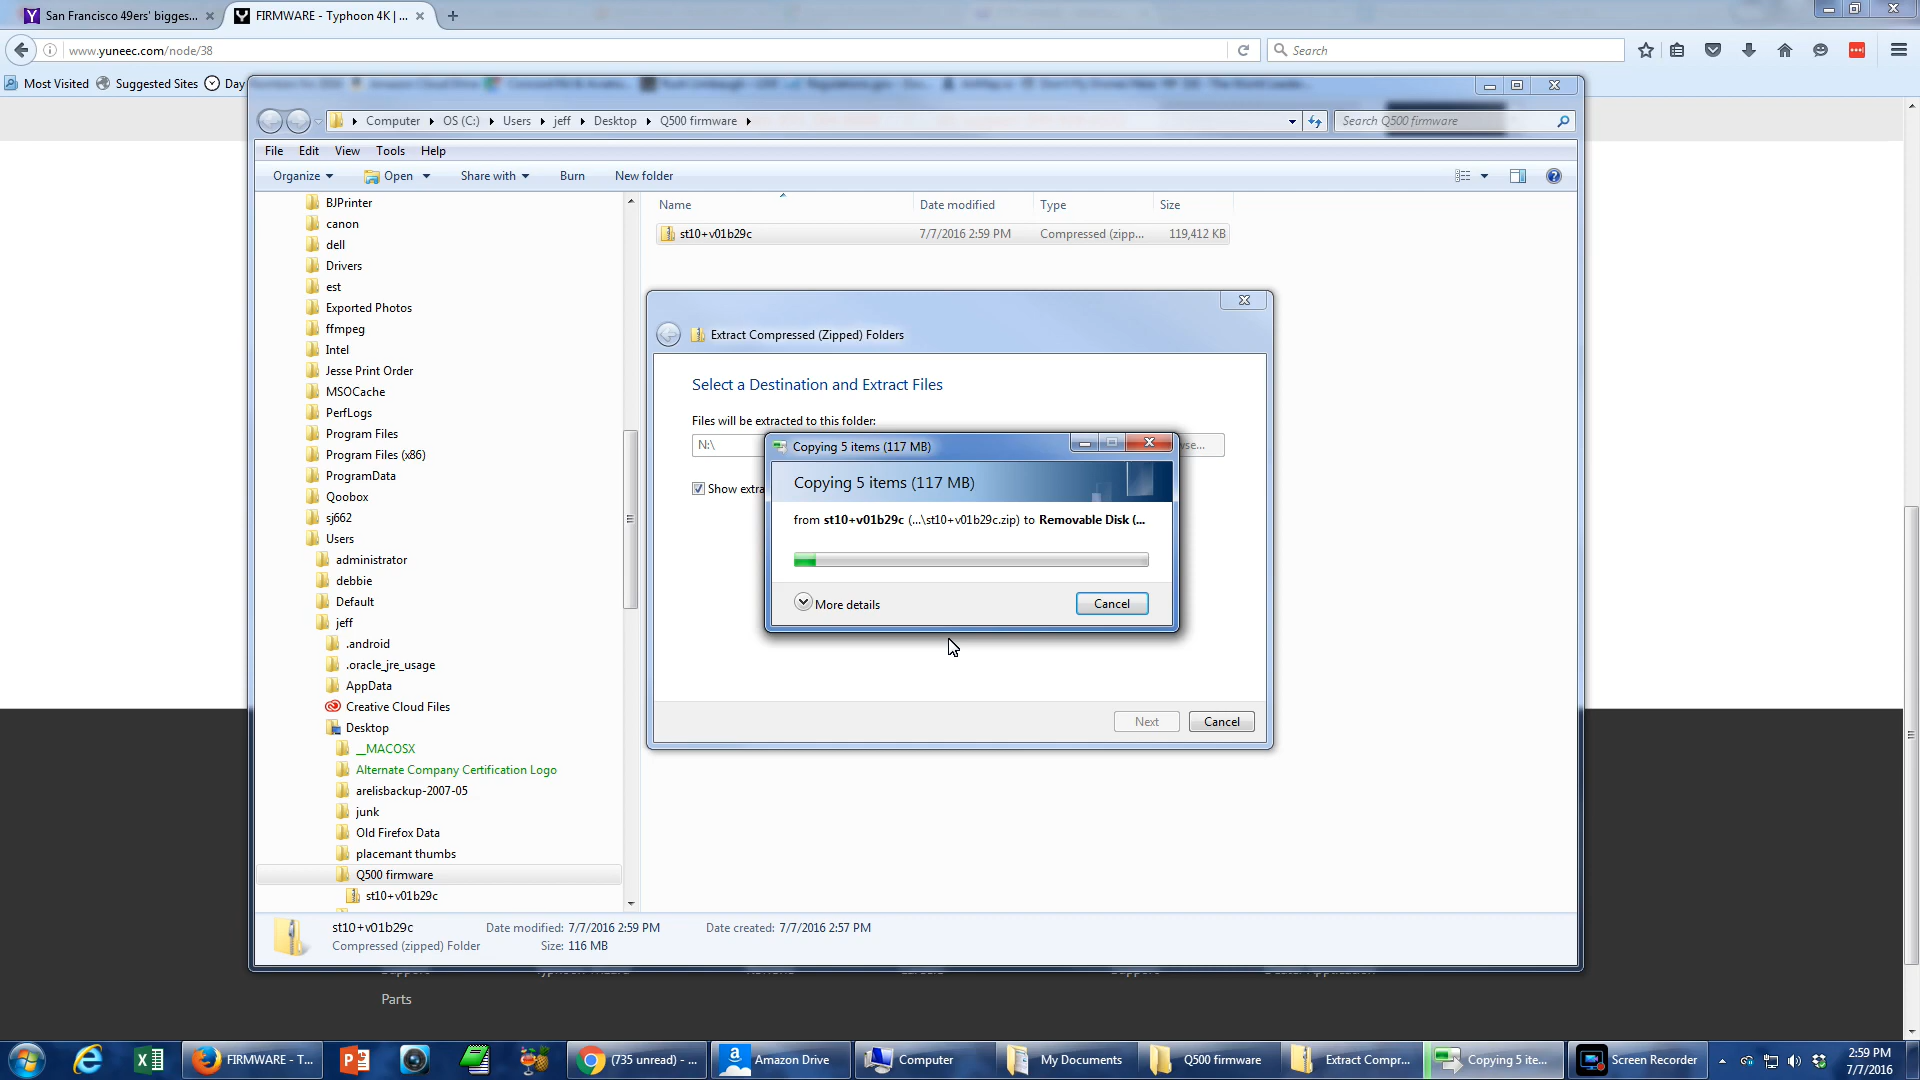 San Francisco 49ers' bigges...
FIRMWARE - Typhoon 4K | ...
www.yuneec.com/node/38
Search
Most Visited
Suggested Sites
Day
Computer
OS (C:)
Users
jeff
Desktop
Q500 firmware
Search Q500 firmware
File
Edit
View
Tools
Help
Organize
Open
Share with
Burn
New folder
Name
Date modified
Type
Size
st10+v01b29c
7/7/2016 2:59 PM
Compressed (zipp...
119,412 KB
BJPrinter
canon
dell
Drivers
est
Exported Photos
ffmpeg
Intel
Jesse Print Order
MSOCache
PerfLogs
Program Files
Program Files (x86)
ProgramData
Qoobox
sj662
Users
administrator
debbie
Default
jeff
.android
.oracle_jre_usage
AppData
Creative Cloud Files
Desktop
__MACOSX
Alternate Company Certification Logo
arelisbackup-2007-05
junk
Old Firefox Data
placemant thumbs
Q500 firmware
st10+v01b29c
Extract Compressed (Zipped) Folders
Select a Destination and Extract Files
Files will be extracted to this folder:
N:\
Show extra
Copying 5 items (117 MB)
Copying 5 items (117 MB)
from st10+v01b29c (...\st10+v01b29c.zip) to Removable Disk (...
More details
Cancel
Next
Cancel
st10+v01b29c
Date modified: 7/7/2016 2:59 PM
Date created: 7/7/2016 2:57 PM
Compressed (zipped) Folder
Size: 116 MB
Parts
FIRMWARE - T...
(735 unread) - ...
Amazon Drive
Computer
My Documents
Q500 firmware
Extract Compr...
Copying 5 ite...
Screen Recorder
2:59 PM
7/7/2016